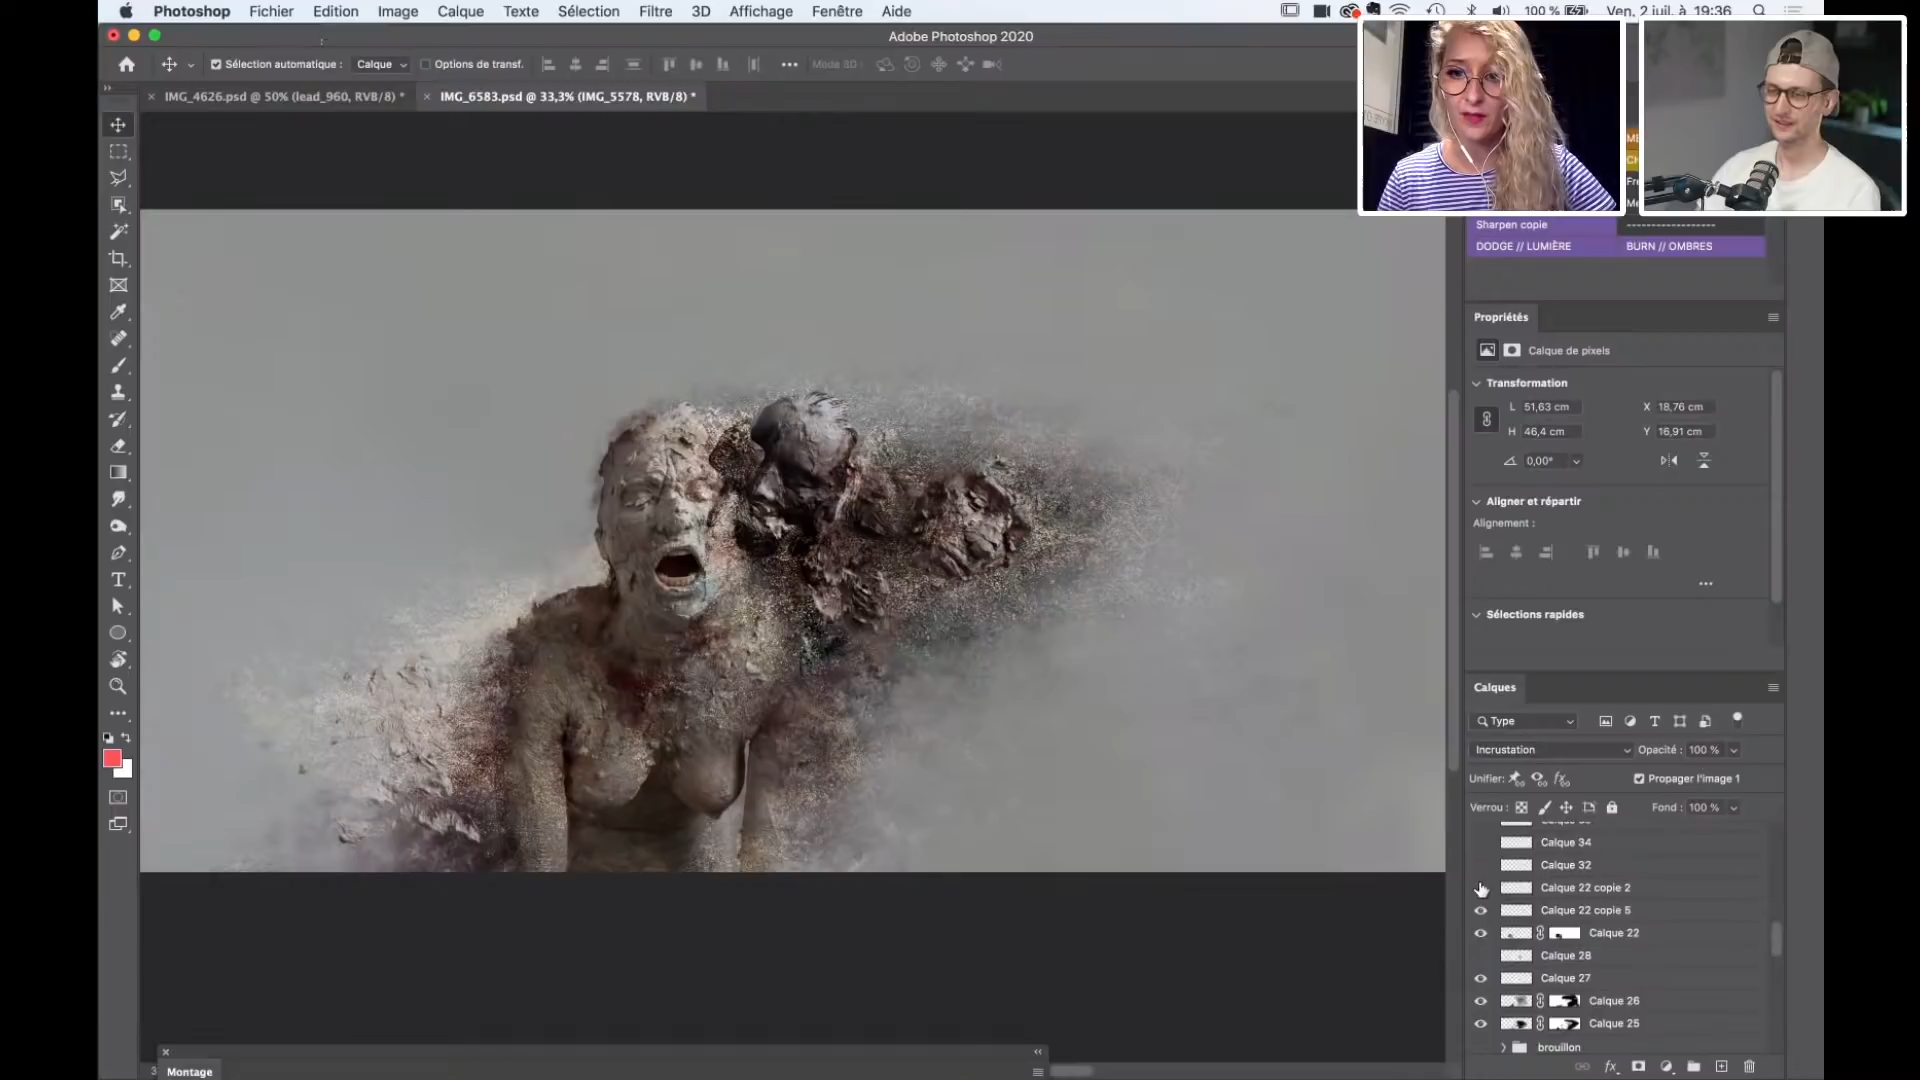 Photoshop Fichier Edition Image Calque Texte Sélection Filtre 3D Affichage Fenêtre Aide
100 % Ven. 2 juil. à 19:36
Adobe Photoshop 2020
Sélection automatique : Calque Options de transf. Mode 3D :
IMG_4626.psd @ 50% (lead_960, RVB/8) * IMG_6583.psd @ 33,3% (IMG_5578, RVB/8) *
Sharpen copie ------------------
DODGE // LUMIÈRE BURN // OMBRES
Propriétés
Calque de pixels
Transformation
L 51,63 cm X 18,76 cm
H 46,4 cm Y 16,91 cm
0,00°
Aligner et répartir
Alignement :
Sélections rapides
Calques
Type
Incrustation Opacité : 100 %
Unifier : Propager l'image 1
Verrou : Fond : 100 %
Calque 34
Calque 32
Calque 22 copie 2
Calque 22 copie 5
Calque 22
Calque 28
Calque 27
Calque 26
Calque 25
brouillon
fx
3
Montage